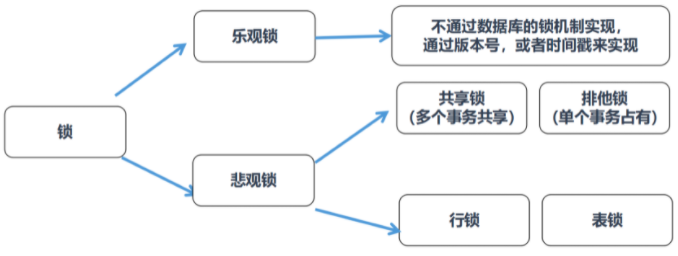 乐观锁
不通过数据库的锁机制实现，
通过版本号，或者时间戳来实现
锁
共享锁
（多个事务共享）
排他锁
（单个事务占有）
悲观锁
行锁
表锁